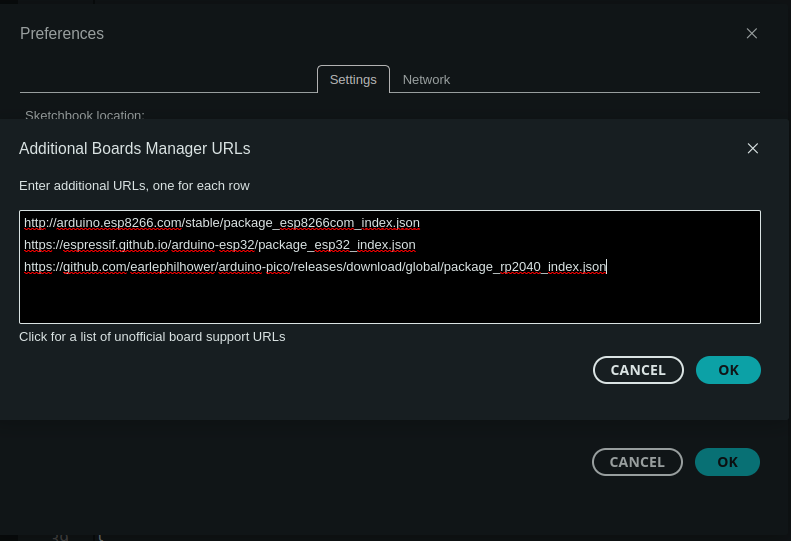 Preferences
Settings
Network
Sketchbook location:
Additional Boards Manager URLs
Enter additional URLs, one for each row
http://arduino.esp8266.com/stable/package_esp8266com_index.json
https://espressif.github.io/arduino-esp32/package_esp32_index.json
https://github.com/earlephilhower/arduino-pico/releases/download/global/package_rp2040_index.json
Click for a list of unofficial board support URLs
CANCEL
OK
CANCEL
OK